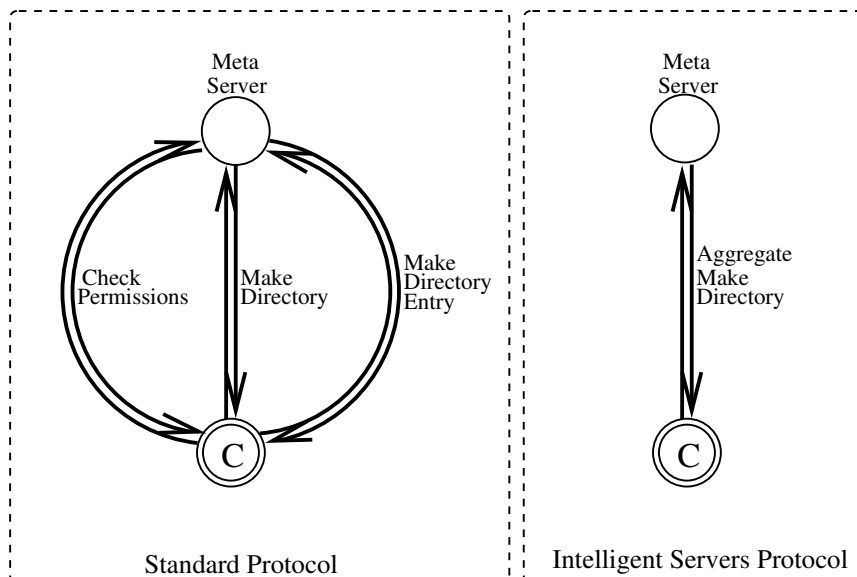 Meta
Server
Check
Permissions
Make
Directory
Make
Directory
Entry
C
Standard Protocol
Meta
Server
Aggregate
Make
Directory
C
Intelligent Servers Protocol